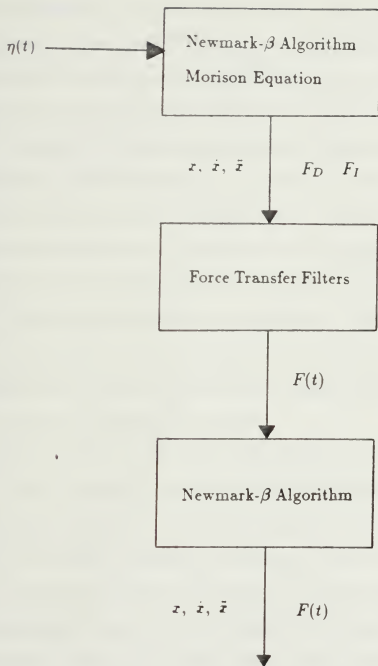 η(t)
Newmark-β Algorithm
Morison Equation
x, ẋ, ẍ F_D F_I
Force Transfer Filters
F(t)
Newmark-β Algorithm
x, ẋ, ẍ F(t)